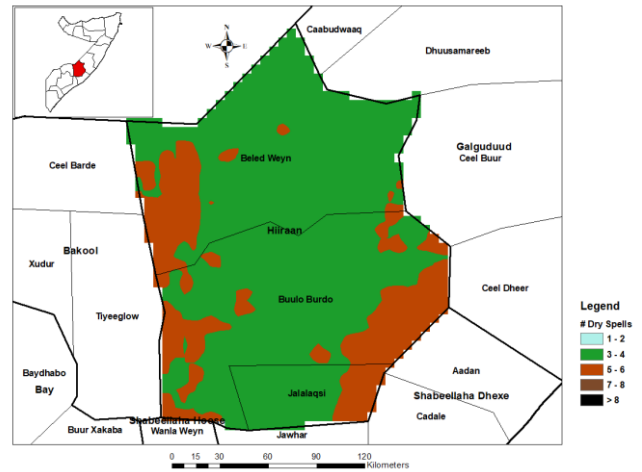 N
W E
S
Caabudwaaq
Dhuusamareeb
Galguduud
Ceel Buur
Ceel Barde
Beled Weyn
Hiiraan
Bakool
Xudur
Tiyeeglow
Buulo Burdo
Ceel Dheer
Baydhabo
Bay
Jalalaqsi
Aadan
Shabeellaha Dhexe
Cadale
Shabeellaha Hoose
Buur Xakaba
Wanla Weyn
Jawhar
Legend
# Dry Spells
1 - 2
3 - 4
5 - 6
7 - 8
> 8
0 15 30 60 90 120
Kilometers